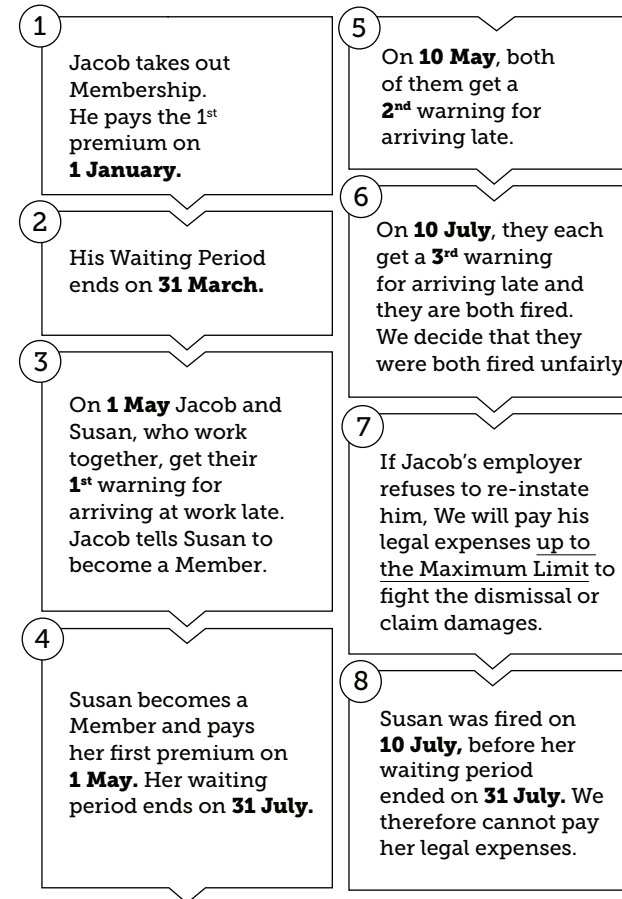 1
Jacob takes out
Membership.
He pays the 1st
premium on
1 January.
2
His Waiting Period
ends on 31 March.
3
On 1 May Jacob and
Susan, who work
together, get their
1st warning for
arriving at work late.
Jacob tells Susan to
become a Member.
4
Susan becomes a
Member and pays
her first premium on
1 May. Her waiting
period ends on 31 July.
5
On 10 May, both
of them get a
2nd warning for
arriving late.
6
On 10 July, they each
get a 3rd warning
for arriving late and
they are both fired.
We decide that they
were both fired unfairly
7
If Jacob’s employer
refuses to re-instate
him, We will pay his
legal expenses up to
the Maximum Limit to
fight the dismissal or
claim damages.
8
Susan was fired on
10 July, before her
waiting period
ended on 31 July. We
therefore cannot pay
her legal expenses.